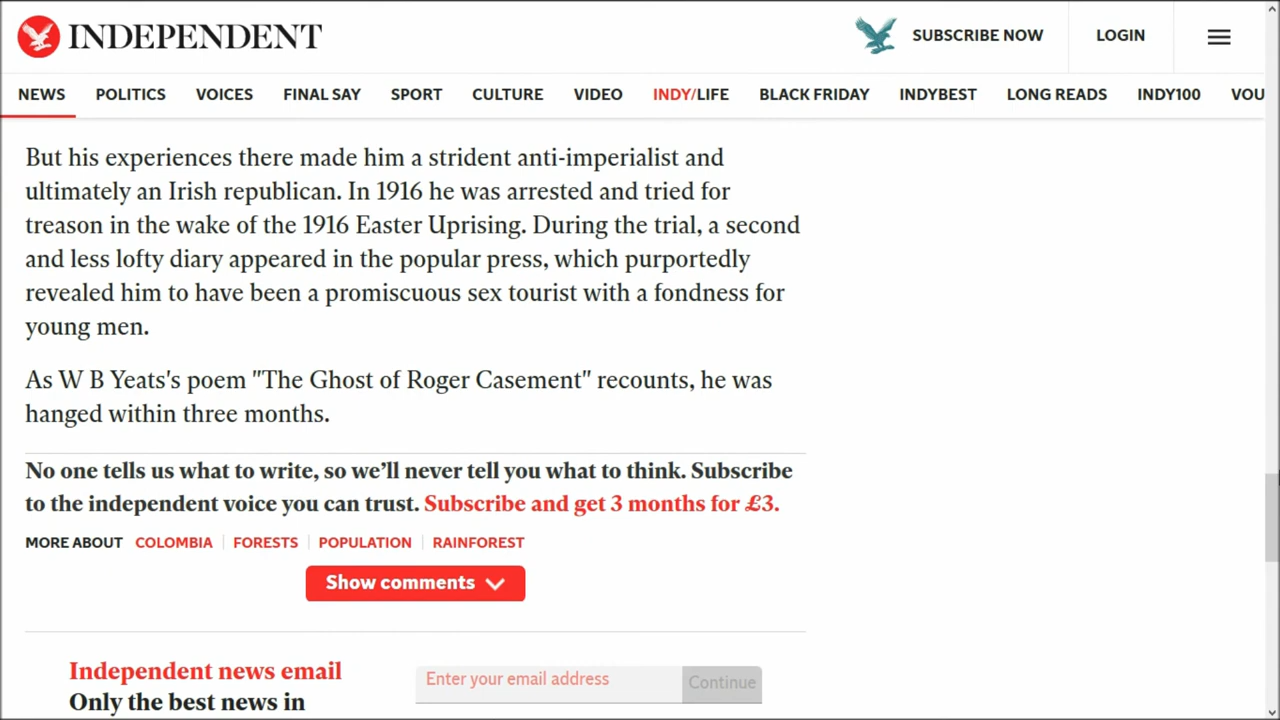 INDEPENDENT
SUBSCRIBE NOW
LOGIN
NEWS POLITICS VOICES FINAL SAY SPORT CULTURE VIDEO INDY/LIFE BLACK FRIDAY INDYBEST LONG READS INDY100 VOU
But his experiences there made him a strident anti-imperialist and
ultimately an Irish republican. In 1916 he was arrested and tried for
treason in the wake of the 1916 Easter Uprising. During the trial, a second
and less lofty diary appeared in the popular press, which purportedly
revealed him to have been a promiscuous sex tourist with a fondness for
young men.
As W B Yeats's poem "The Ghost of Roger Casement" recounts, he was
hanged within three months.
No one tells us what to write, so we’ll never tell you what to think. Subscribe
to the independent voice you can trust. Subscribe and get 3 months for £3.
MORE ABOUT COLOMBIA FORESTS POPULATION RAINFOREST
Show comments
Independent news email
Only the best news in
Enter your email address
Continue